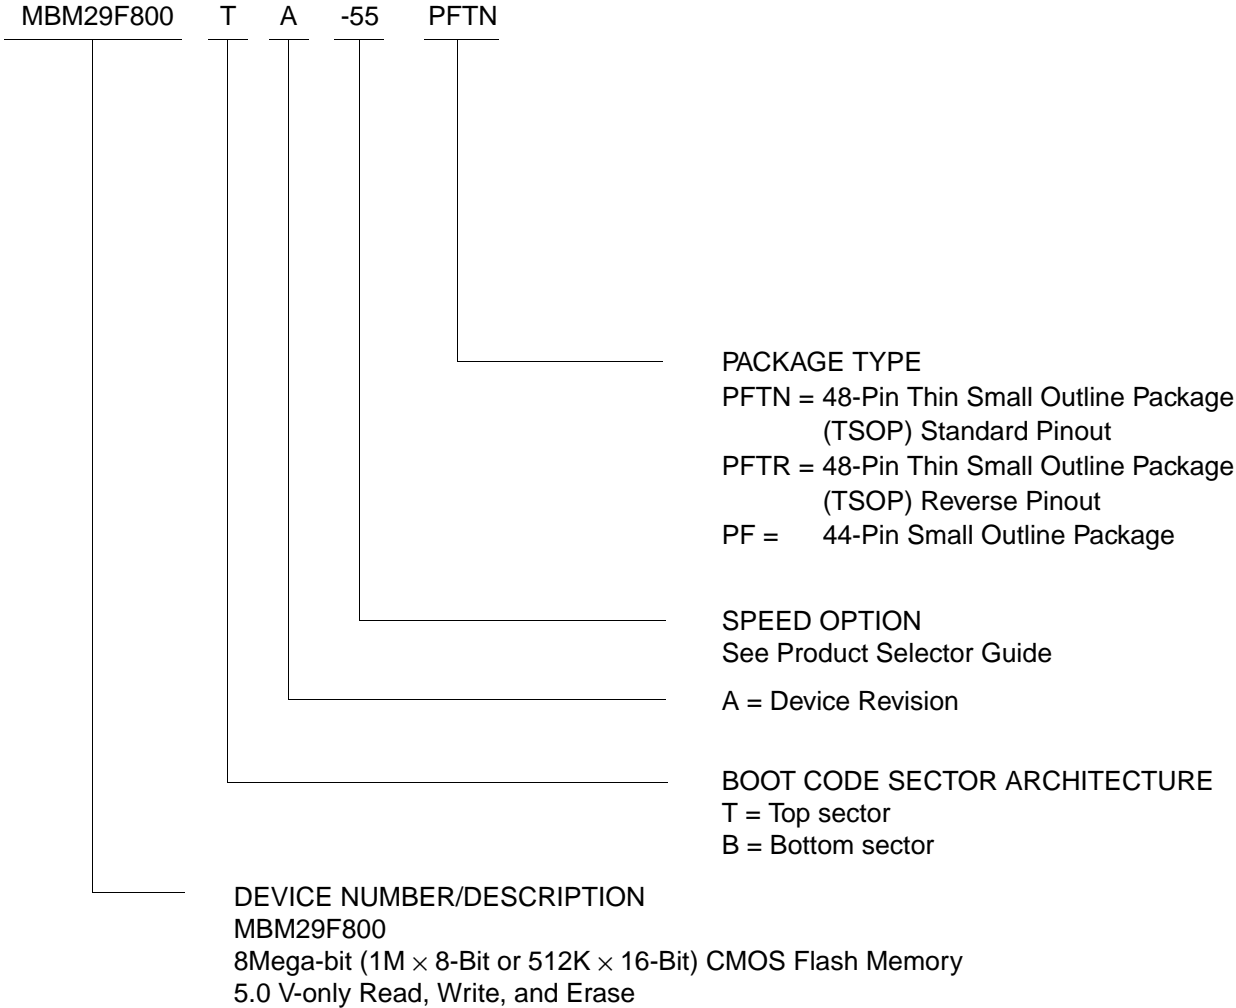 MBM29F800 T A -55 PFTN
PACKAGE TYPE
PFTN = 48-Pin Thin Small Outline Package
(TSOP) Standard Pinout
PFTR = 48-Pin Thin Small Outline Package
(TSOP) Reverse Pinout
PF = 44-Pin Small Outline Package
SPEED OPTION
See Product Selector Guide
A = Device Revision
BOOT CODE SECTOR ARCHITECTURE
T = Top sector
B = Bottom sector
DEVICE NUMBER/DESCRIPTION
MBM29F800
8Mega-bit (1M × 8-Bit or 512K × 16-Bit) CMOS Flash Memory
5.0 V-only Read, Write, and Erase